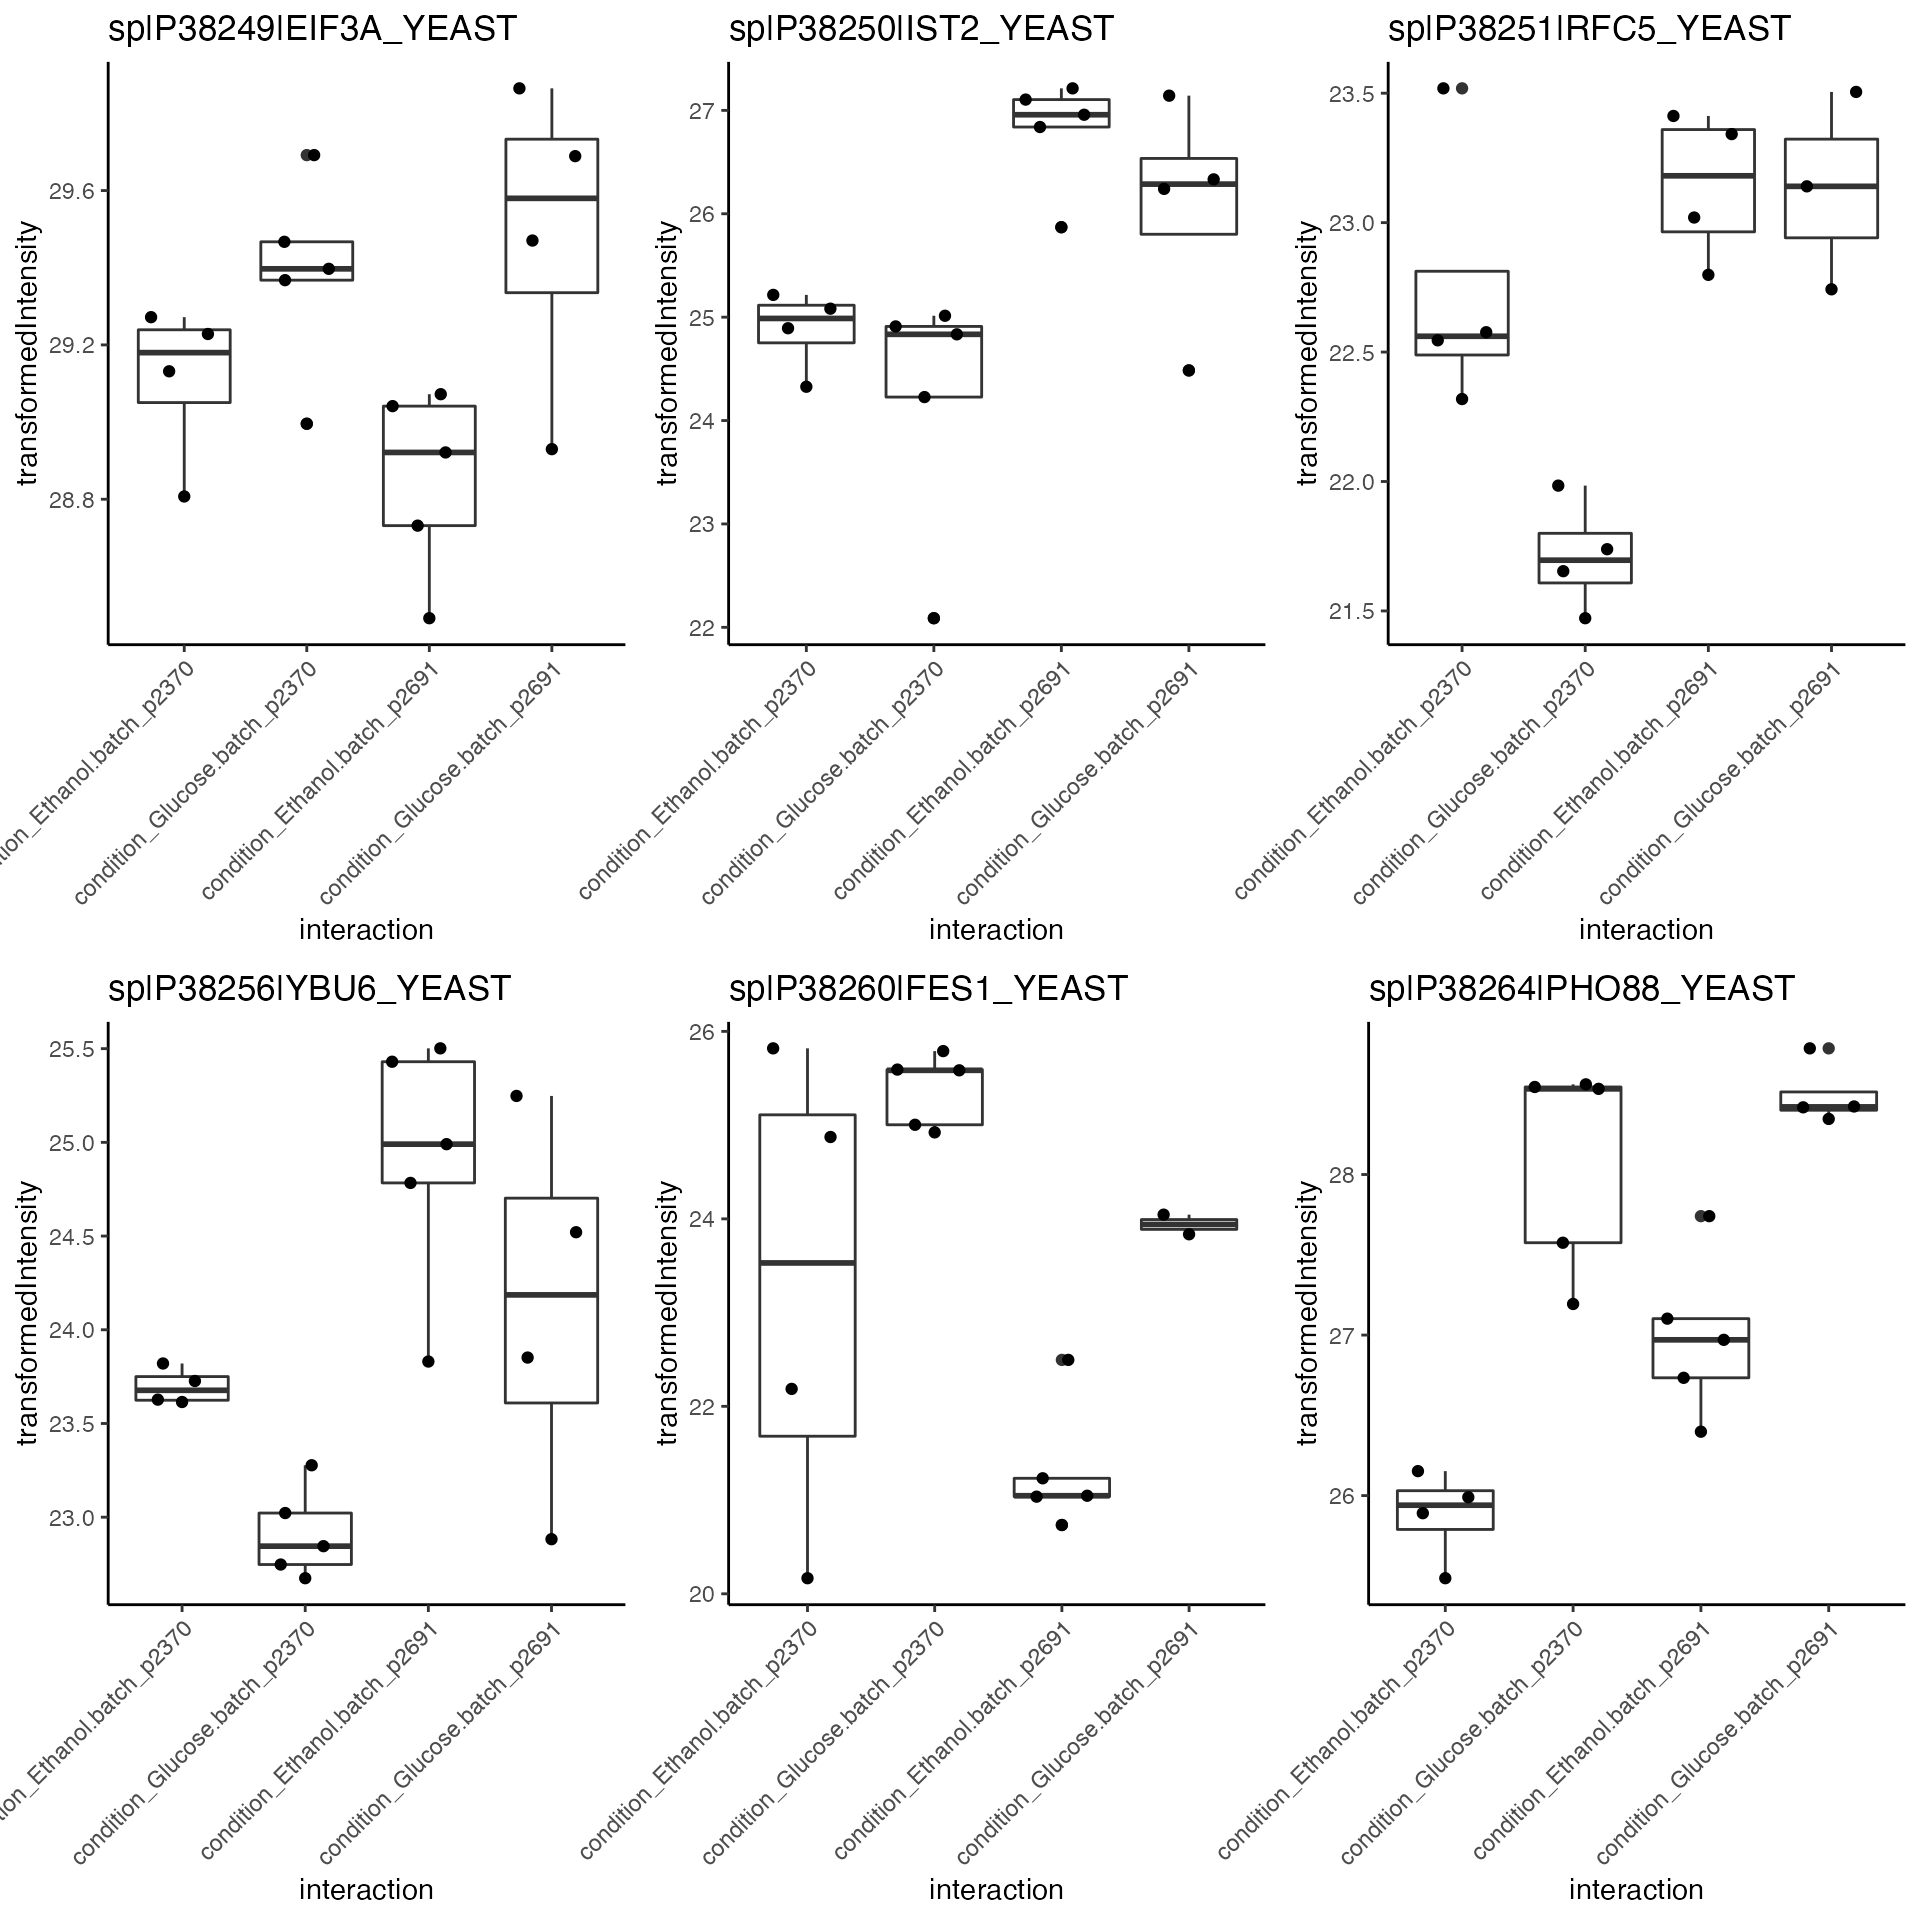 sp|P38249|EIF3A_YEAST
transformedIntensity
29.6
29.2
28.8
ition_Ethanol.batch_p2370
condition_Glucose.batch_p2370
condition_Ethanol.batch_p2691
condition_Glucose.batch_p2691
interaction
sp|P38250|IST2_YEAST
transformedIntensity
27
26
25
24
23
22
condition_Ethanol.batch_p2370
condition_Glucose.batch_p2370
condition_Ethanol.batch_p2691
condition_Glucose.batch_p2691
interaction
sp|P38251|RFC5_YEAST
transformedIntensity
23.5
23.0
22.5
22.0
21.5
condition_Ethanol.batch_p2370
condition_Glucose.batch_p2370
condition_Ethanol.batch_p2691
condition_Glucose.batch_p2691
interaction
sp|P38256|YBU6_YEAST
transformedIntensity
25.5
25.0
24.5
24.0
23.5
23.0
ition_Ethanol.batch_p2370
condition_Glucose.batch_p2370
condition_Ethanol.batch_p2691
condition_Glucose.batch_p2691
interaction
sp|P38260|FES1_YEAST
transformedIntensity
26
24
22
20
condition_Ethanol.batch_p2370
condition_Glucose.batch_p2370
condition_Ethanol.batch_p2691
condition_Glucose.batch_p2691
interaction
sp|P38264|PHO88_YEAST
transformedIntensity
28
27
26
condition_Ethanol.batch_p2370
condition_Glucose.batch_p2370
condition_Ethanol.batch_p2691
condition_Glucose.batch_p2691
interaction